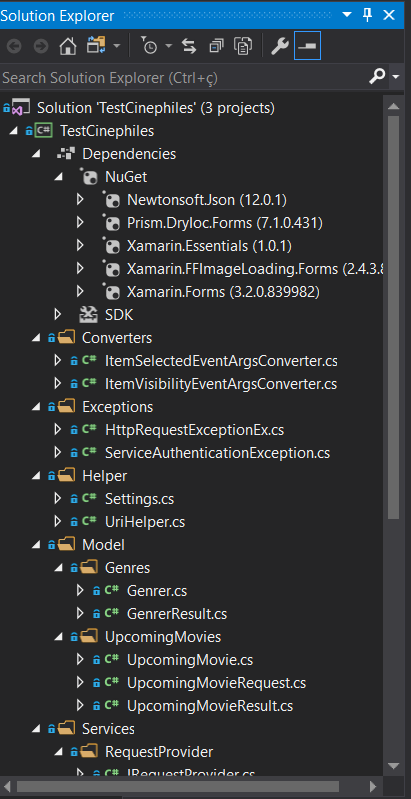 Solution Explorer
Search Solution Explorer (Ctrl+ç)
Solution 'TestCinephiles' (3 projects)
C# TestCinephiles
Dependencies
NuGet
Newtonsoft.Json (12.0.1)
Prism.DryIoc.Forms (7.1.0.431)
Xamarin.Essentials (1.0.1)
Xamarin.FFImageLoading.Forms (2.4.3.8
Xamarin.Forms (3.2.0.839982)
SDK
Converters
C# ItemSelectedEventArgsConverter.cs
C# ItemVisibilityEventArgsConverter.cs
Exceptions
C# HttpRequestExceptionEx.cs
C# ServiceAuthenticationException.cs
Helper
C# Settings.cs
C# UriHelper.cs
Model
Genres
C# Genrer.cs
C# GenrerResult.cs
UpcomingMovies
C# UpcomingMovie.cs
C# UpcomingMovieRequest.cs
C# UpcomingMovieResult.cs
Services
RequestProvider
C# IRequestProvider.cs